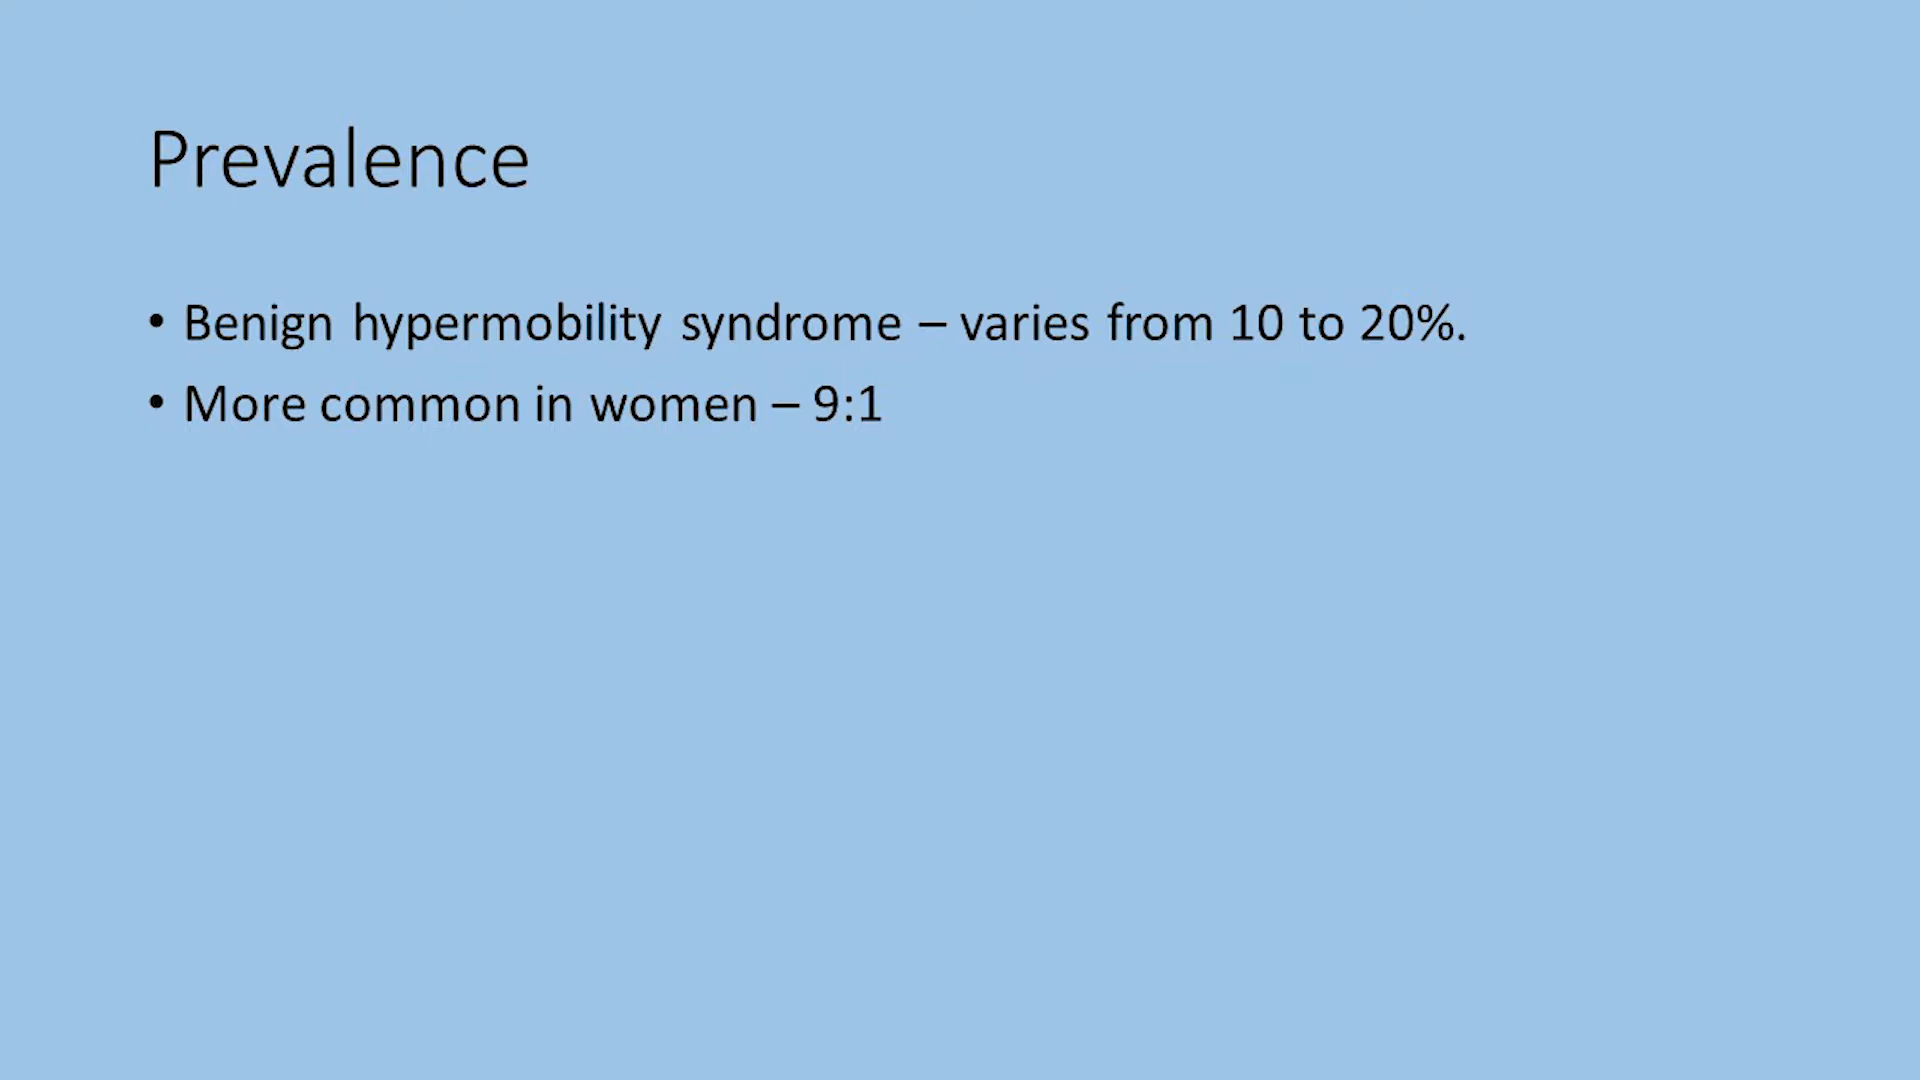 Prevalence
• Benign hypermobility syndrome – varies from 10 to 20%.
• More common in women – 9:1